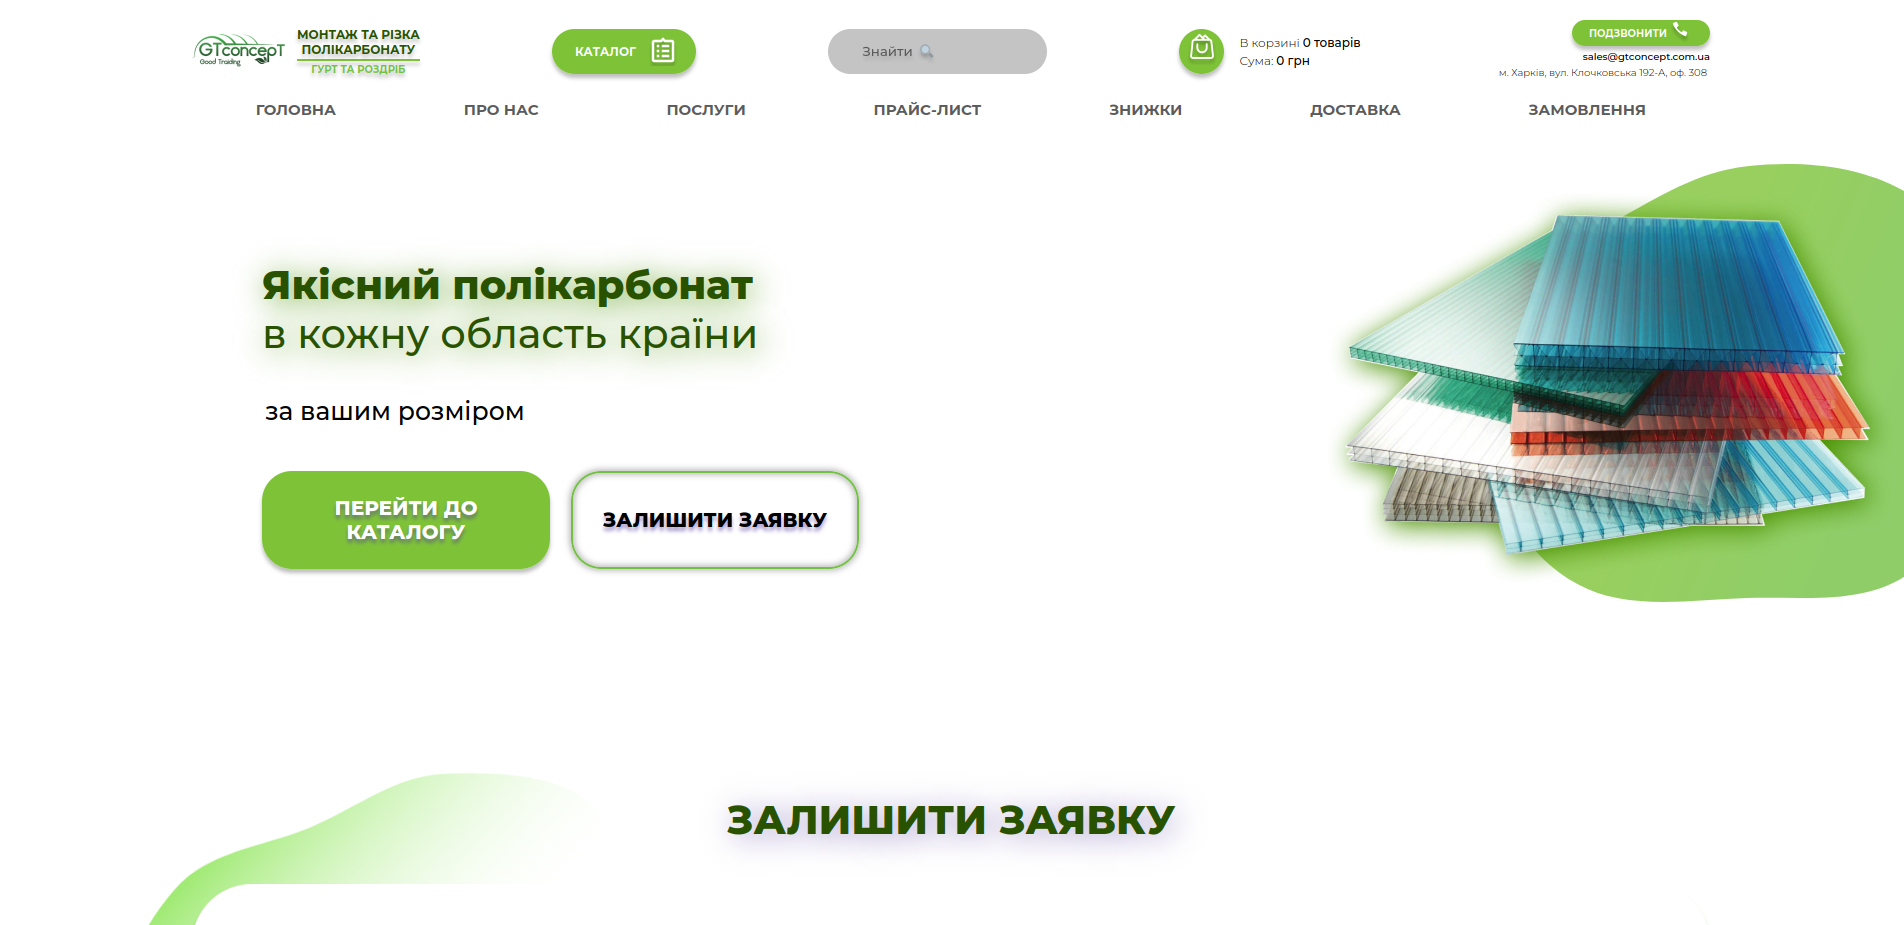 GTconcepT
Good Traiding
МОНТАЖ ТА РІЗКА
ПОЛІКАРБОНАТУ
ГУРТ ТА РОЗДРІБ
КАТАЛОГ
Знайти
В корзині 0 товарів
Сума: 0 грн
ПОДЗВОНИТИ
sales@gtconcept.com.ua
м. Харків, вул. Клочковська 192-А, оф. 308
ГОЛОВНА
ПРО НАС
ПОСЛУГИ
ПРАЙС-ЛИСТ
ЗНИЖКИ
ДОСТАВКА
ЗАМОВЛЕННЯ
Якісний полікарбонат
в кожну область країни
за вашим розміром
ПЕРЕЙТИ ДО
КАТАЛОГУ
ЗАЛИШИТИ ЗАЯВКУ
ЗАЛИШИТИ ЗАЯВКУ